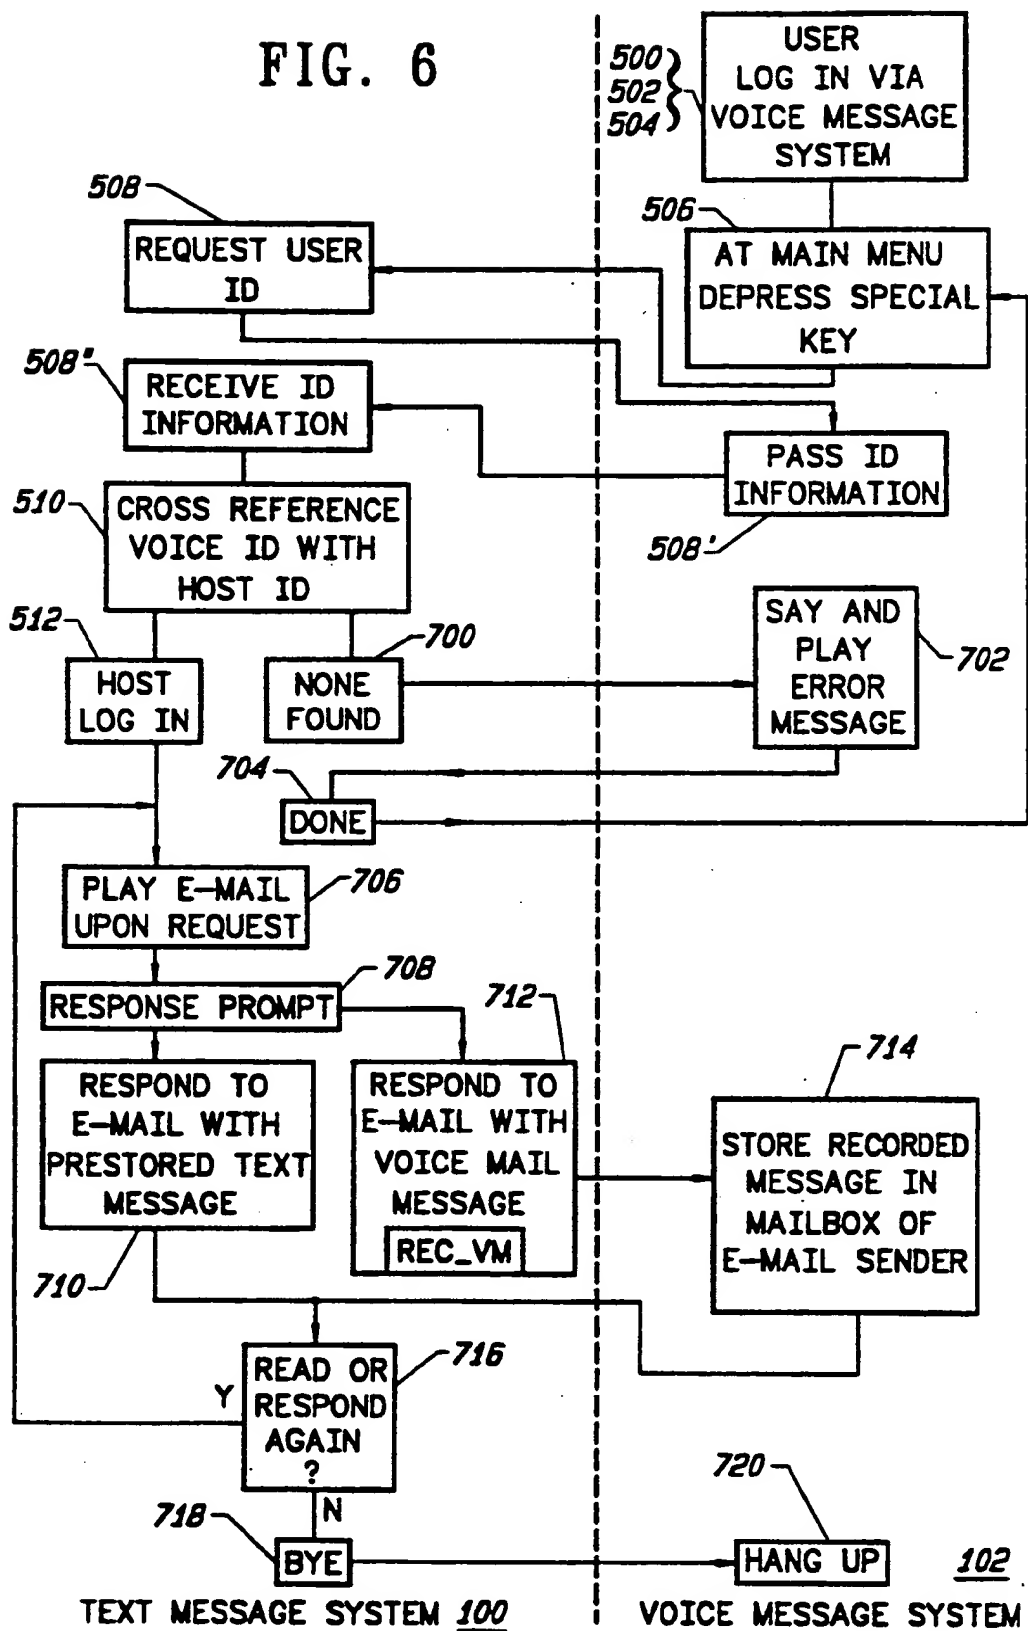 FIG. 6
500
502
504
USER
LOG IN VIA
VOICE MESSAGE
SYSTEM
508
REQUEST USER
ID
506
AT MAIN MENU
DEPRESS SPECIAL
KEY
508"
RECEIVE ID
INFORMATION
PASS ID
INFORMATION
508'
510
CROSS REFERENCE
VOICE ID WITH
HOST ID
512
HOST
LOG IN
700
NONE
FOUND
SAY AND
PLAY
ERROR
MESSAGE
702
704
DONE
PLAY E-MAIL
UPON REQUEST
706
RESPONSE PROMPT
708
RESPOND TO
E-MAIL WITH
PRESTORED TEXT
MESSAGE
710
712
RESPOND TO
E-MAIL WITH
VOICE MAIL
MESSAGE
REC_VM
714
STORE RECORDED
MESSAGE IN
MAILBOX OF
E-MAIL SENDER
716
READ OR
RESPOND
AGAIN
?
Y
N
718
BYE
720
HANG UP
102
TEXT MESSAGE SYSTEM 100
VOICE MESSAGE SYSTEM